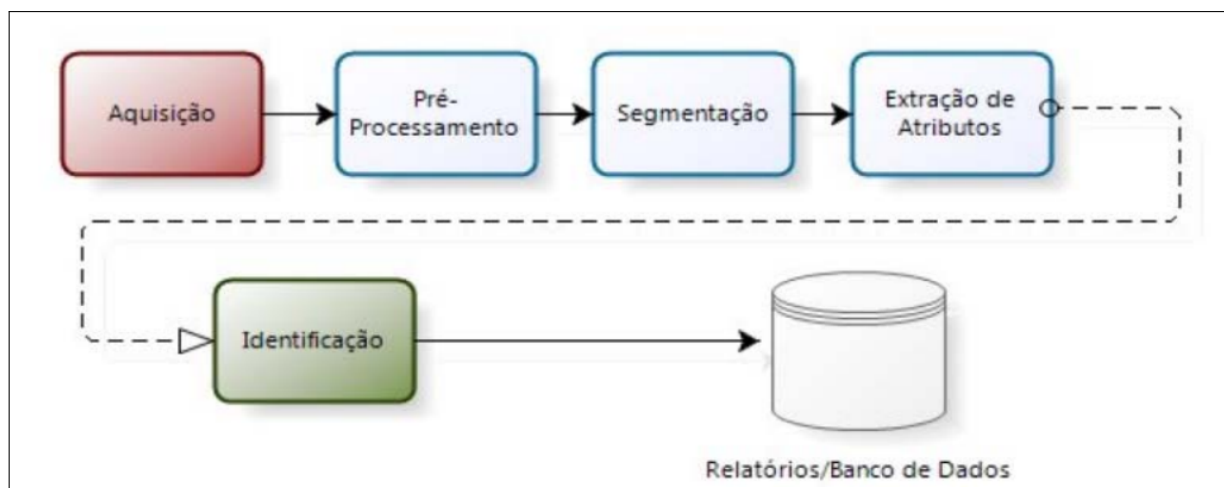 Aquisição
Pré-
Processamento
Segmentação
Extração de
Atributos
Identificação
Relatórios/Banco de Dados